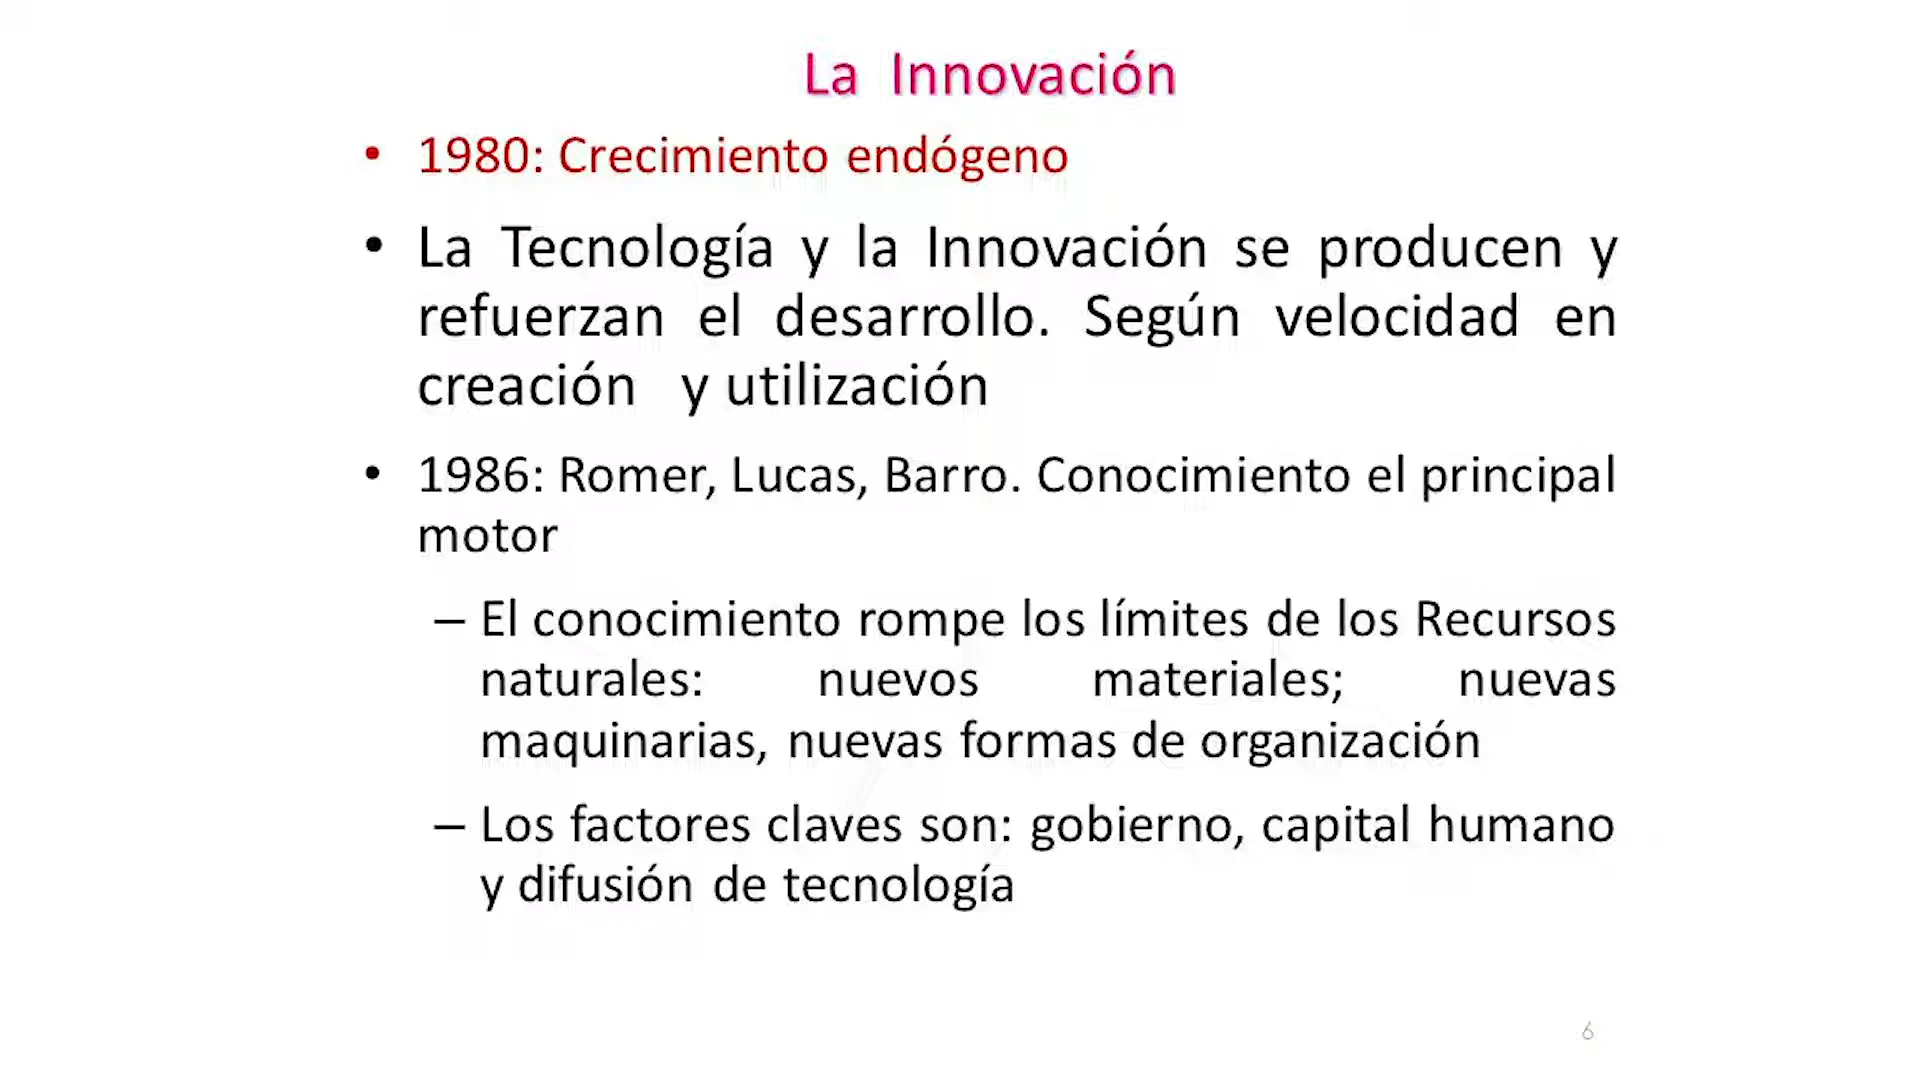 La Innovación
• 1980: Crecimiento endógeno
• La Tecnología y la Innovación se producen y
refuerzan el desarrollo. Según velocidad en
creación y utilización
• 1986: Romer, Lucas, Barro. Conocimiento el principal
motor
– El conocimiento rompe los límites de los Recursos
naturales: nuevos materiales; nuevas
maquinarias, nuevas formas de organización
– Los factores claves son: gobierno, capital humano
y difusión de tecnología
6